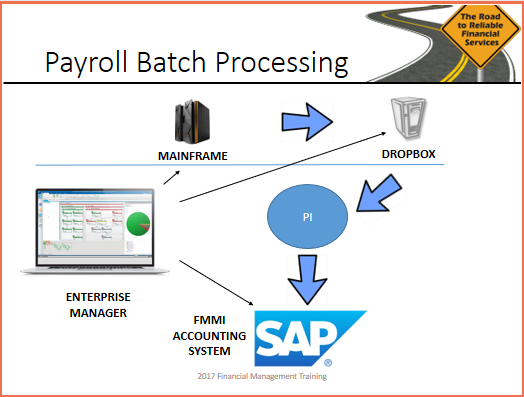 The Road
to Reliable
Financial
Services
Payroll Batch Processing
MAINFRAME
DROPBOX
PI
ENTERPRISE
MANAGER
FMMI
ACCOUNTING
SYSTEM
SAP®
2017 Financial Management Training